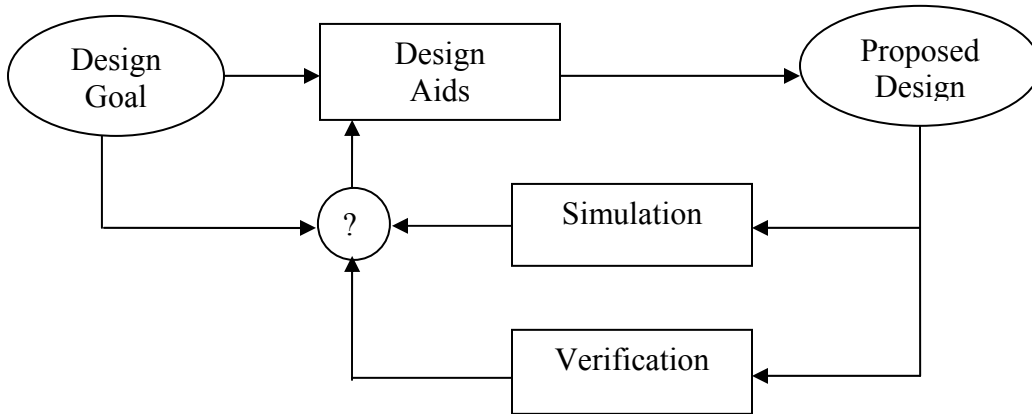 Design
Goal
Design
Aids
Proposed
Design
?
Simulation
Verification